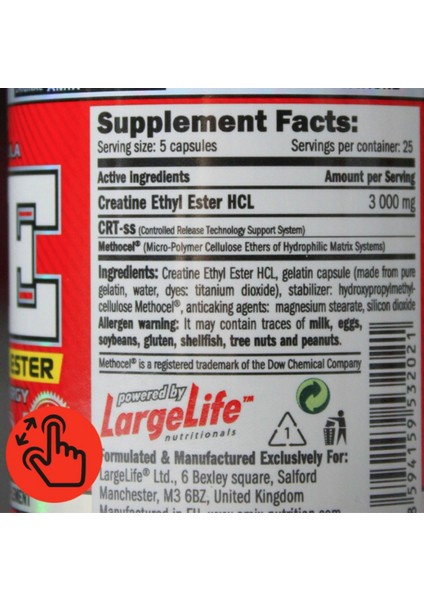 Supplement Facts:
Serving size: 5 capsules Servings per container: 25
Active ingredients Amount per Serving
Creatine Ethyl Ester HCL 3 000 mg
CRT-ss (Controlled Release Technology Support System)
Methocel® (Micro-Polymer Cellulose Ethers of Hydrophilic Matrix Systems)
Ingredients: Creatine Ethyl Ester HCL, gelatin capsule (made from pure
gelatin, water, dyes: titanium dioxide), stabilizer: hydroxypropylmethyl-
cellulose Methocel®, anticaking agents: magnesium stearate, silicon dioxide
Allergen warning: It may contain traces of milk, eggs,
soybeans, gluten, shellfish, tree nuts and peanuts.
Methocel® is a registered trademark of the Dow Chemical Company
ESTER
powered by
LargeLife™
nutritionals
1
Formulated & Manufactured Exclusively For:
LargeLife® Ltd., 6 Bexley square, Salford
Manchester, M3 6BZ, United Kingdom
8 594159 532021